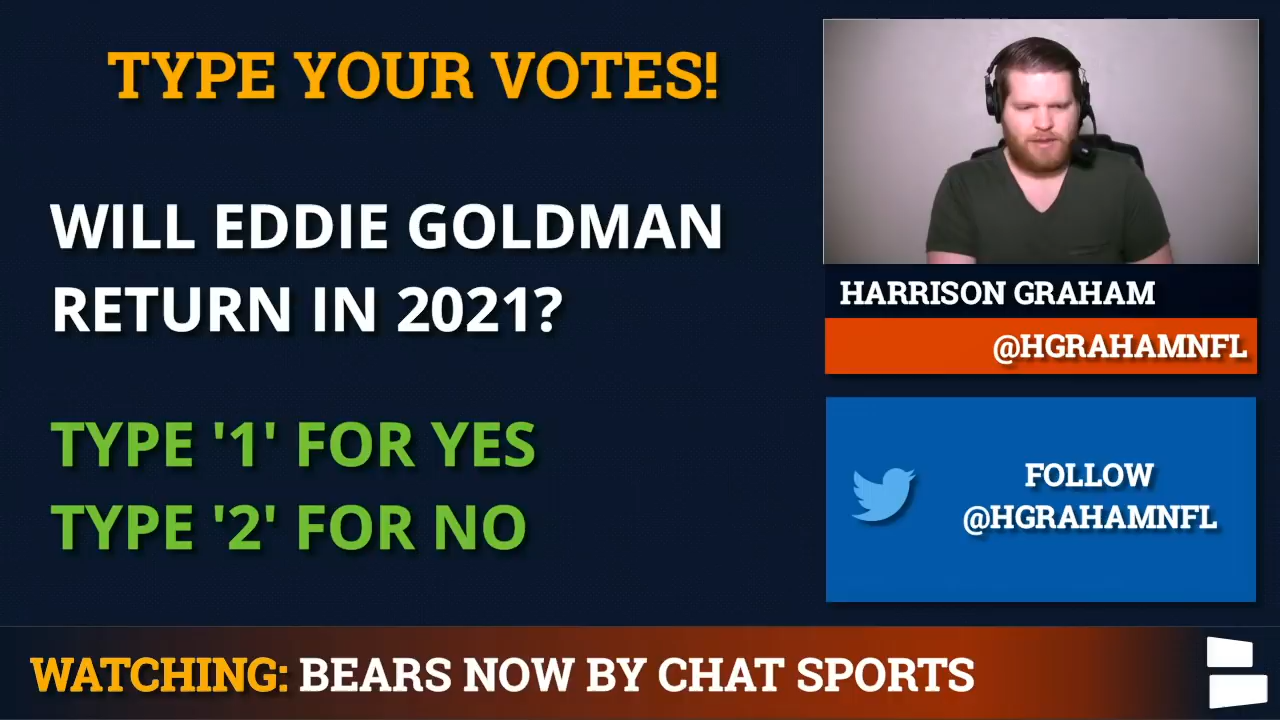 TYPE YOUR VOTES!
WILL EDDIE GOLDMAN
RETURN IN 2021?
TYPE '1' FOR YES
TYPE '2' FOR NO
HARRISON GRAHAM
@HGRAHAMNFL
FOLLOW
@HGRAHAMNFL
WATCHING: BEARS NOW BY CHAT SPORTS